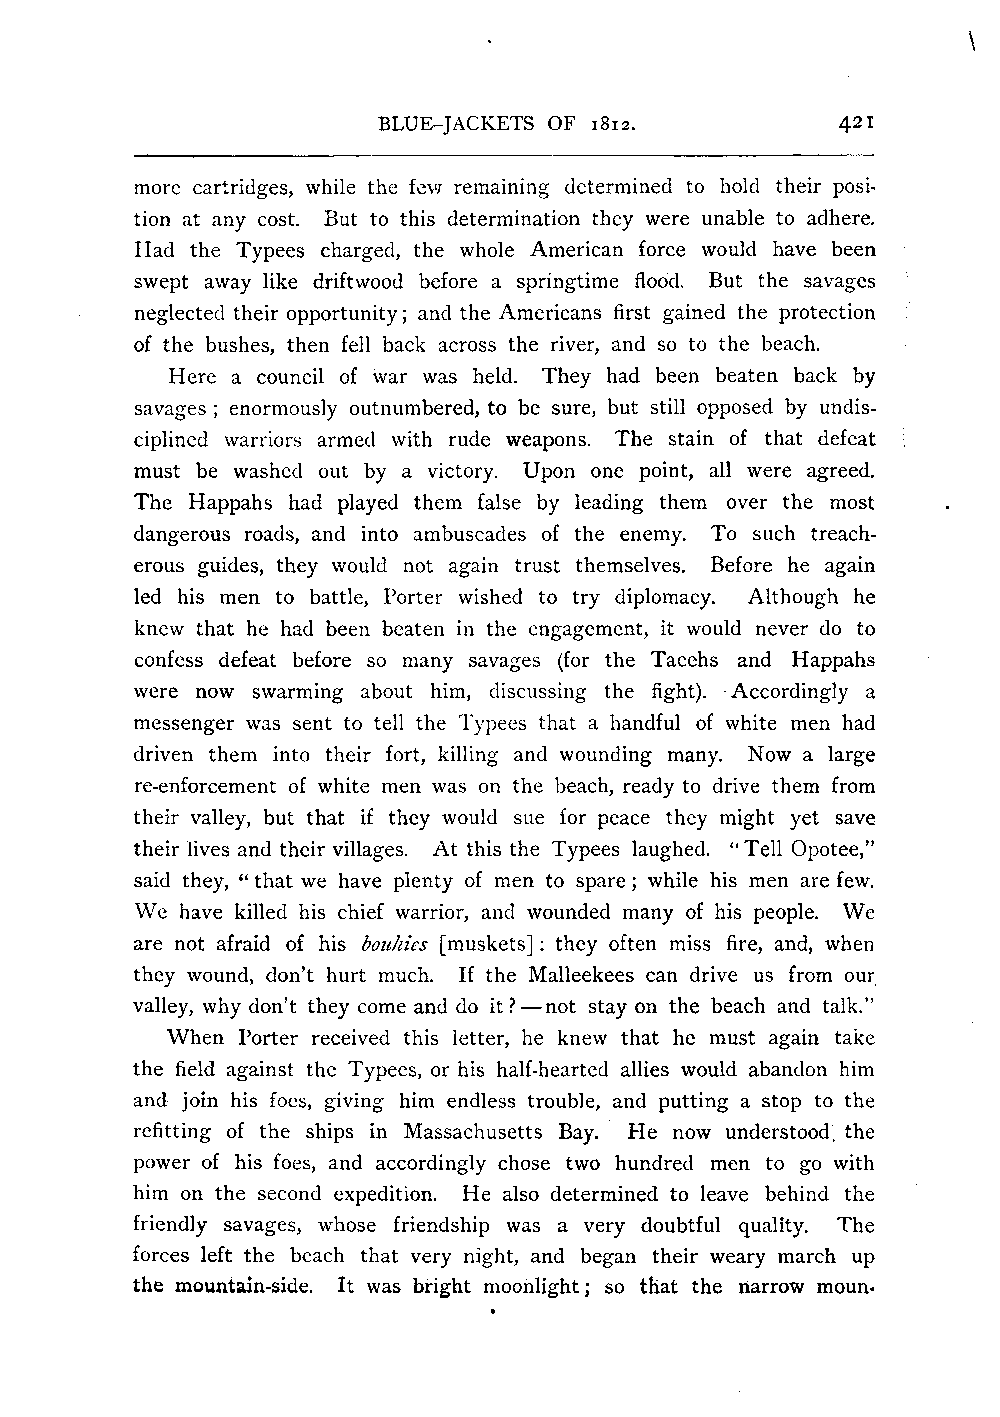 BLUE-JACKETS OF 1812. 421
more cartridges, while the few remaining determined to hold their posi-
tion at any cost. But to this determination they were unable to adhere.
Had the Typees charged, the whole American force would have been
swept away like driftwood before a springtime flood. But the savages
neglected their opportunity; and the Americans first gained the protection
of the bushes, then fell back across the river, and so to the beach.
Here a council of war was held. They had been beaten back by
savages; enormously outnumbered, to be sure, but still opposed by undis-
ciplined warriors armed with rude weapons. The stain of that defeat
must be washed out by a victory. Upon one point, all were agreed.
The Happahs had played them false by leading them over the most
dangerous roads, and into ambuscades of the enemy. To such treach-
erous guides, they would not again trust themselves. Before he again
led his men to battle, Porter wished to try diplomacy. Although he
knew that he had been beaten in the engagement, it would never do to
confess defeat before so many savages (for the Taeehs and Happahs
were now swarming about him, discussing the fight). Accordingly a
messenger was sent to tell the Typees that a handful of white men had
driven them into their fort, killing and wounding many. Now a large
re-enforcement of white men was on the beach, ready to drive them from
their valley, but that if they would sue for peace they might yet save
their lives and their villages. At this the Typees laughed. "Tell Opotee,"
said they, "that we have plenty of men to spare; while his men are few.
We have killed his chief warrior, and wounded many of his people. We
are not afraid of his bouhies [muskets]: they often miss fire, and, when
they wound, don't hurt much. If the Malleekees can drive us from our
valley, why don't they come and do it?—not stay on the beach and talk."
When Porter received this letter, he knew that he must again take
the field against the Typees, or his half-hearted allies would abandon him
and join his foes, giving him endless trouble, and putting a stop to the
refitting of the ships in Massachusetts Bay. He now understood the
power of his foes, and accordingly chose two hundred men to go with
him on the second expedition. He also determined to leave behind the
friendly savages, whose friendship was a very doubtful quality. The
forces left the beach that very night, and began their weary march up
the mountain-side. It was bright moonlight; so that the narrow moun-